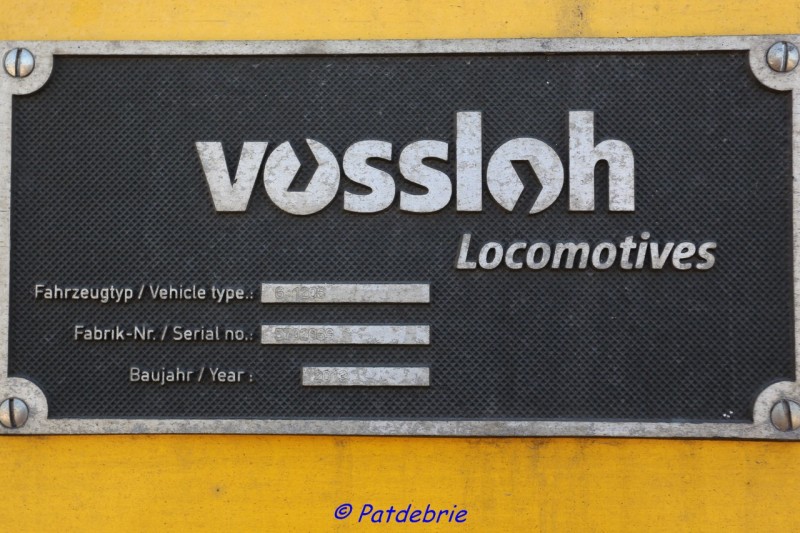 vossloh
Locomotives
Fahrzeugtyp / Vehicle type.:
Fabrik-Nr. / Serial no.:
Baujahr / Year :
© Patdebrie